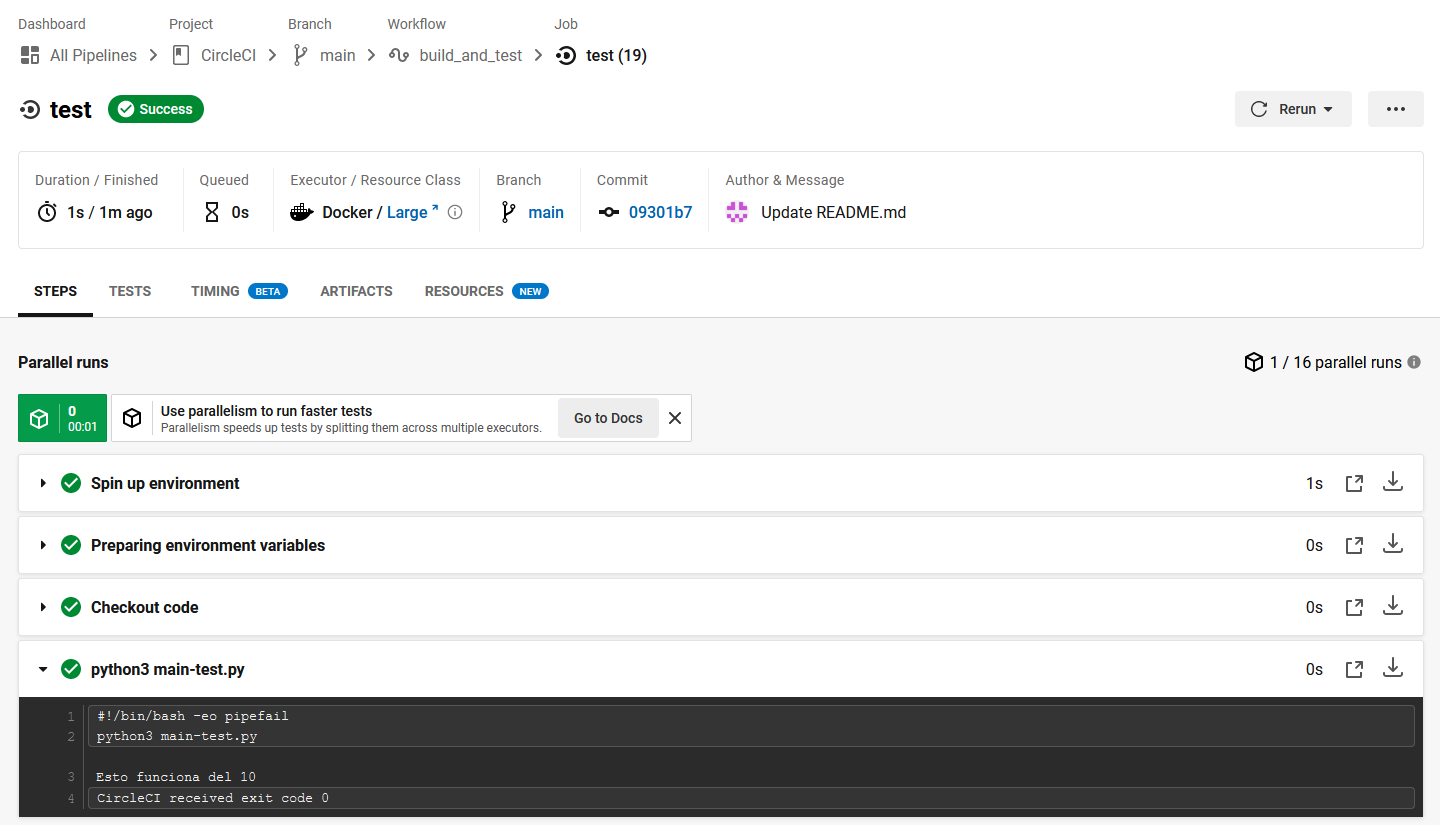 Dashboard Project Branch Workflow Job
All Pipelines CircleCI main build_and_test test (19)
test Success Rerun
Duration / Finished Queued Executor / Resource Class Branch Commit Author & Message
1s / 1m ago 0s Docker / Large main 09301b7 Update README.md
STEPS TESTS TIMING BETA ARTIFACTS RESOURCES NEW
Parallel runs 1 / 16 parallel runs
0
00:01
Use parallelism to run faster tests
Parallelism speeds up tests by splitting them across multiple executors.
Go to Docs
Spin up environment 1s
Preparing environment variables 0s
Checkout code 0s
python3 main-test.py 0s
1 #!/bin/bash -eo pipefail
2 python3 main-test.py
3 Esto funciona del 10
4 CircleCI received exit code 0